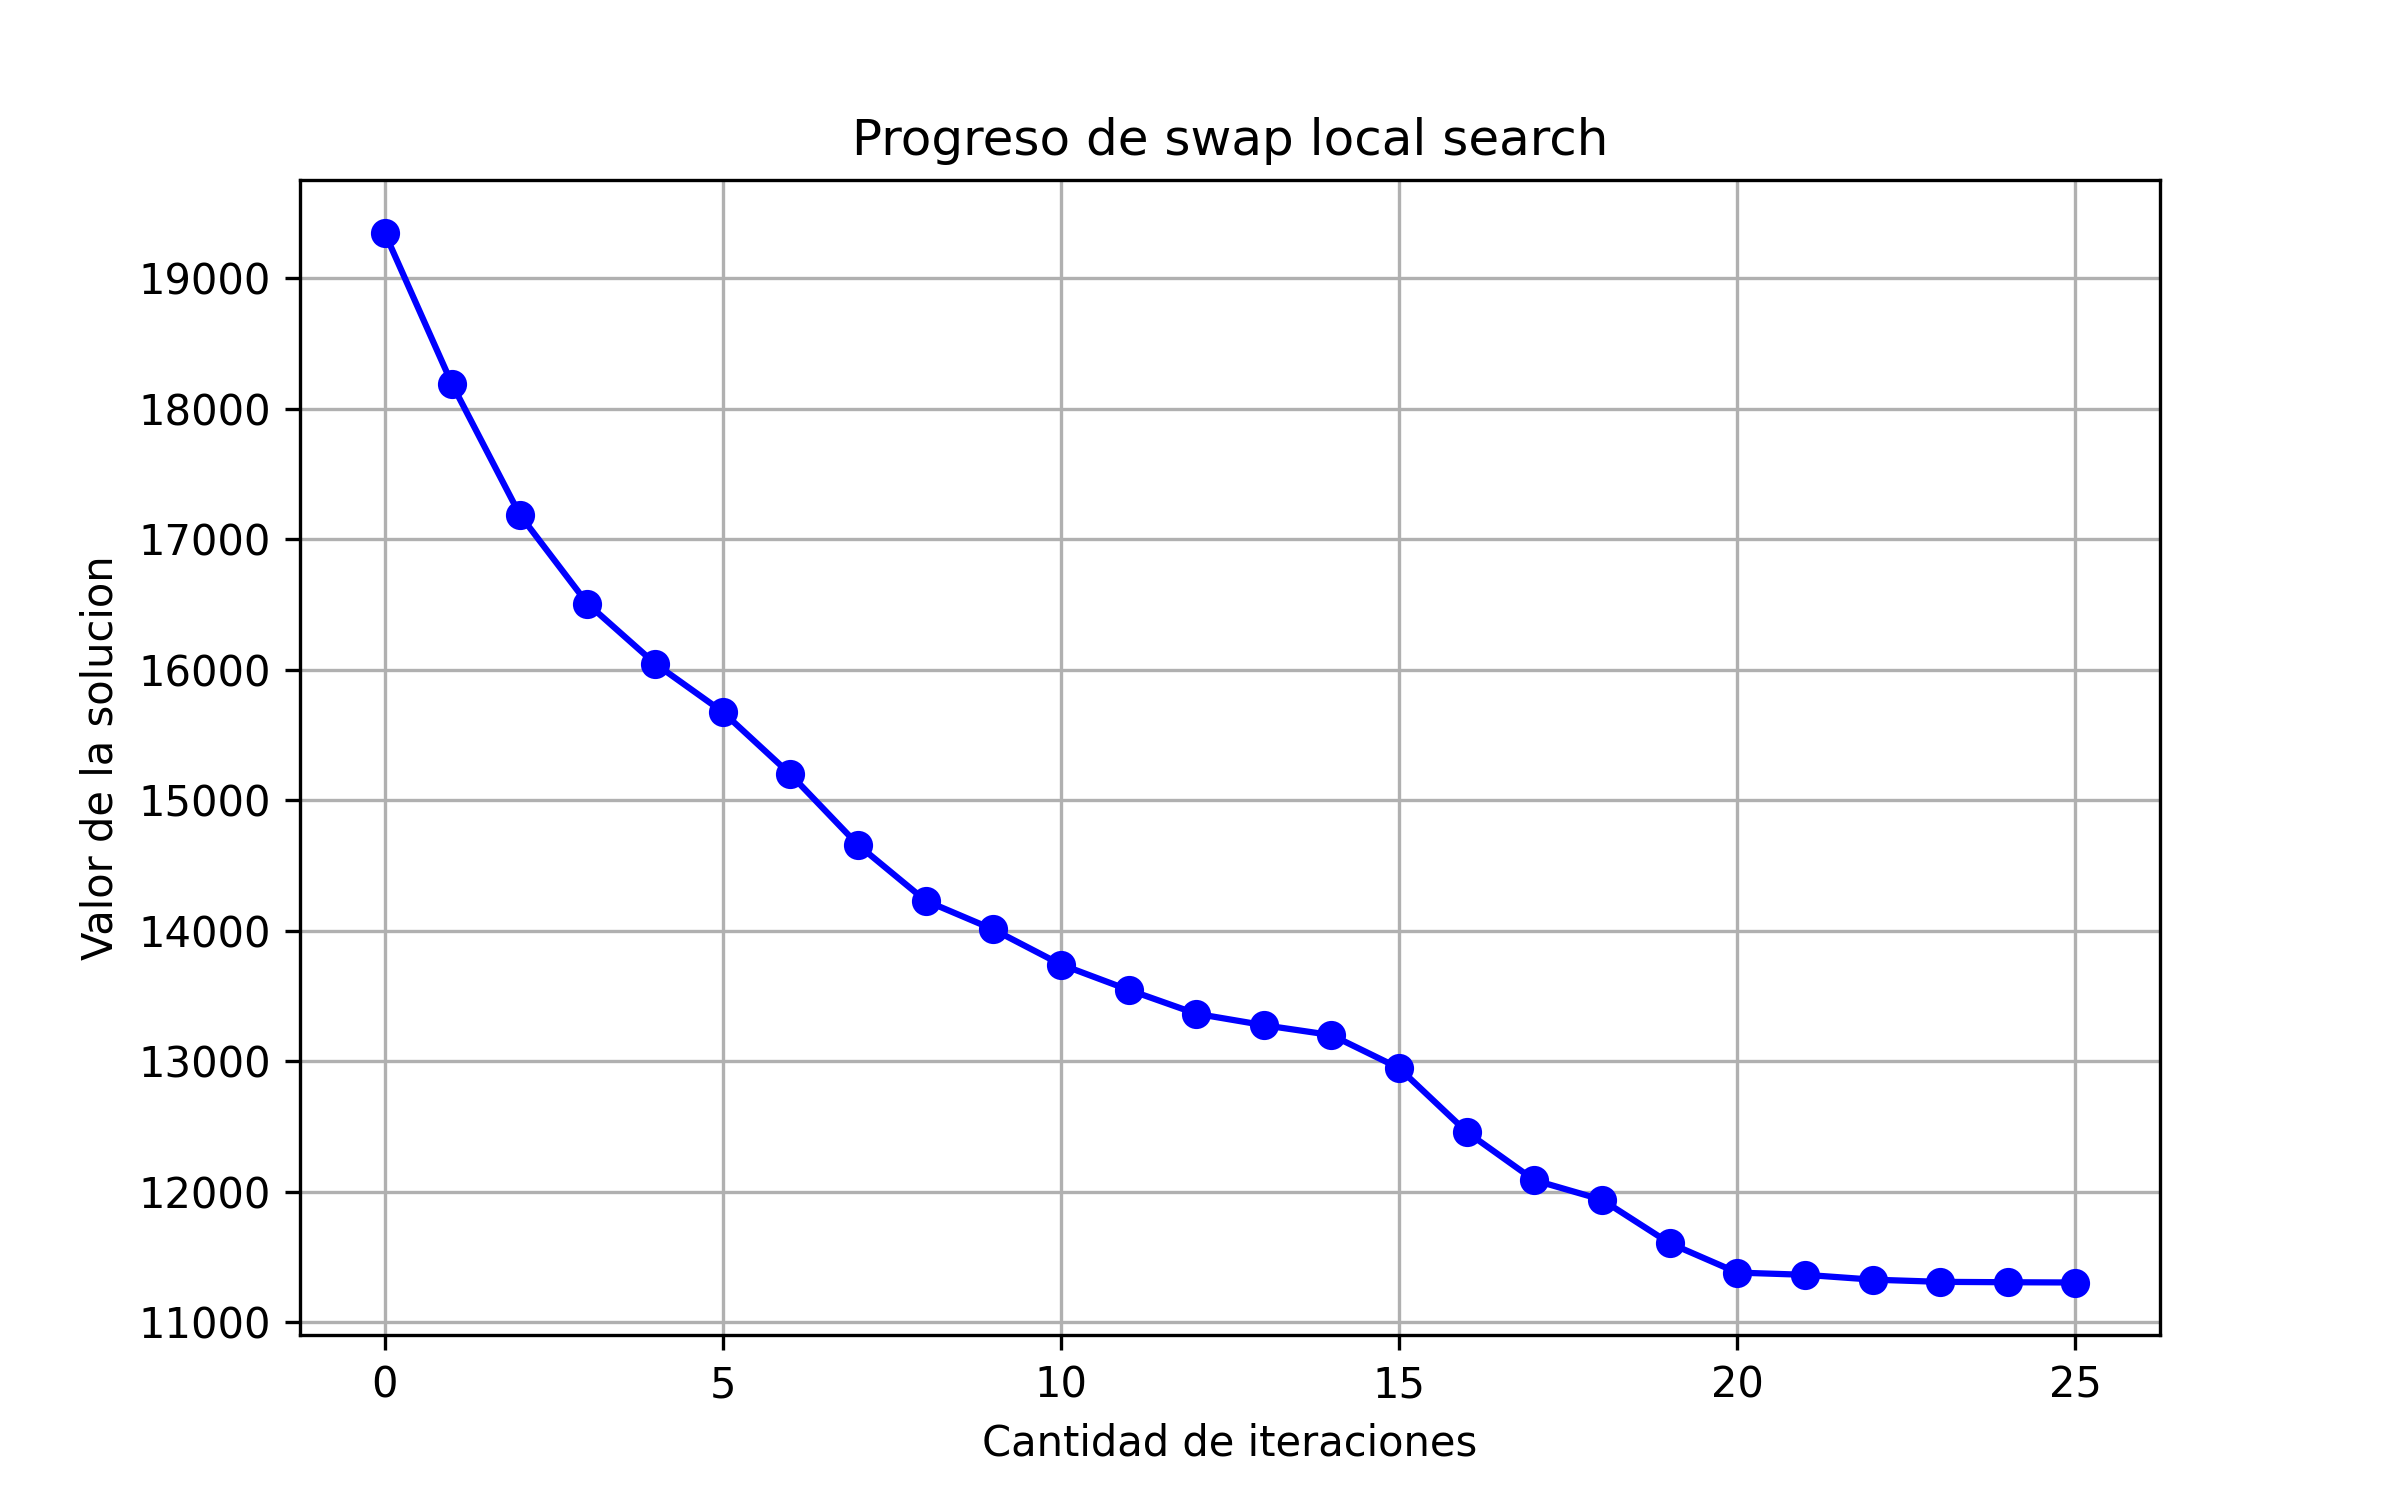 Progreso de swap local search
Valor de la solucion
19000
18000
17000
16000
15000
14000
13000
12000
11000
0 5 10 15 20 25
Cantidad de iteraciones